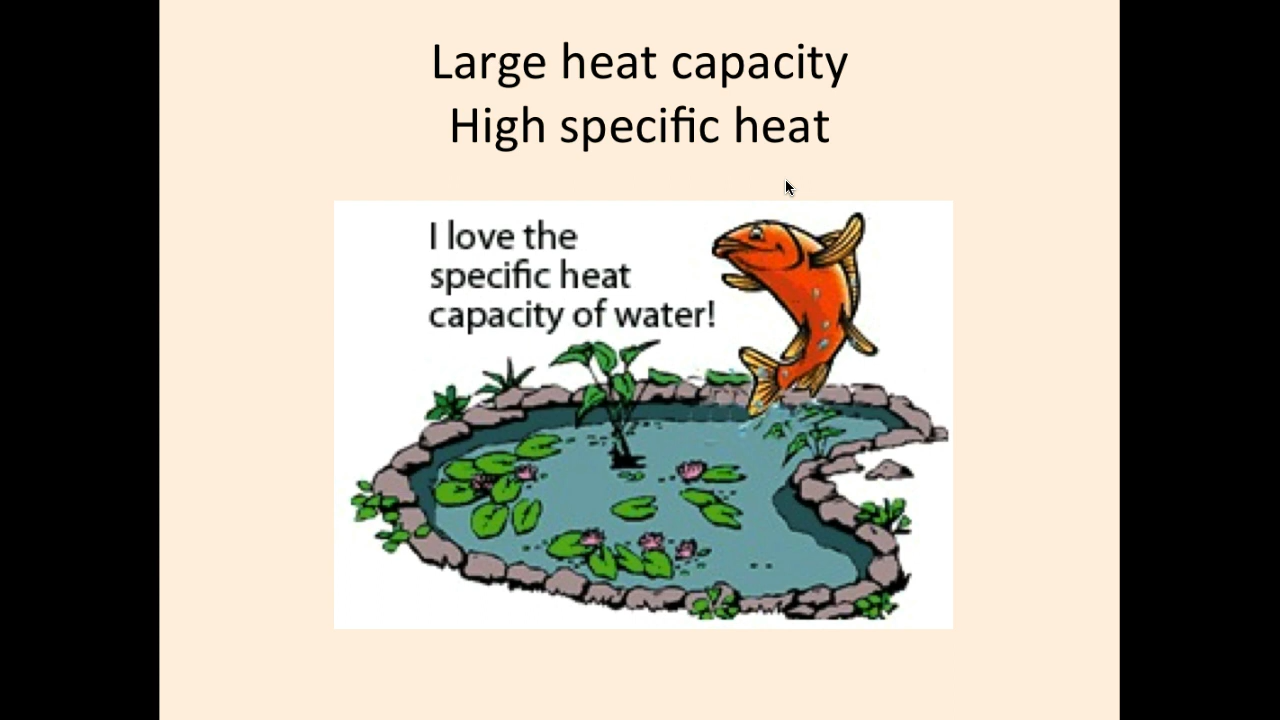 Large heat capacity
High specific heat
I love the
specific heat
capacity of water!